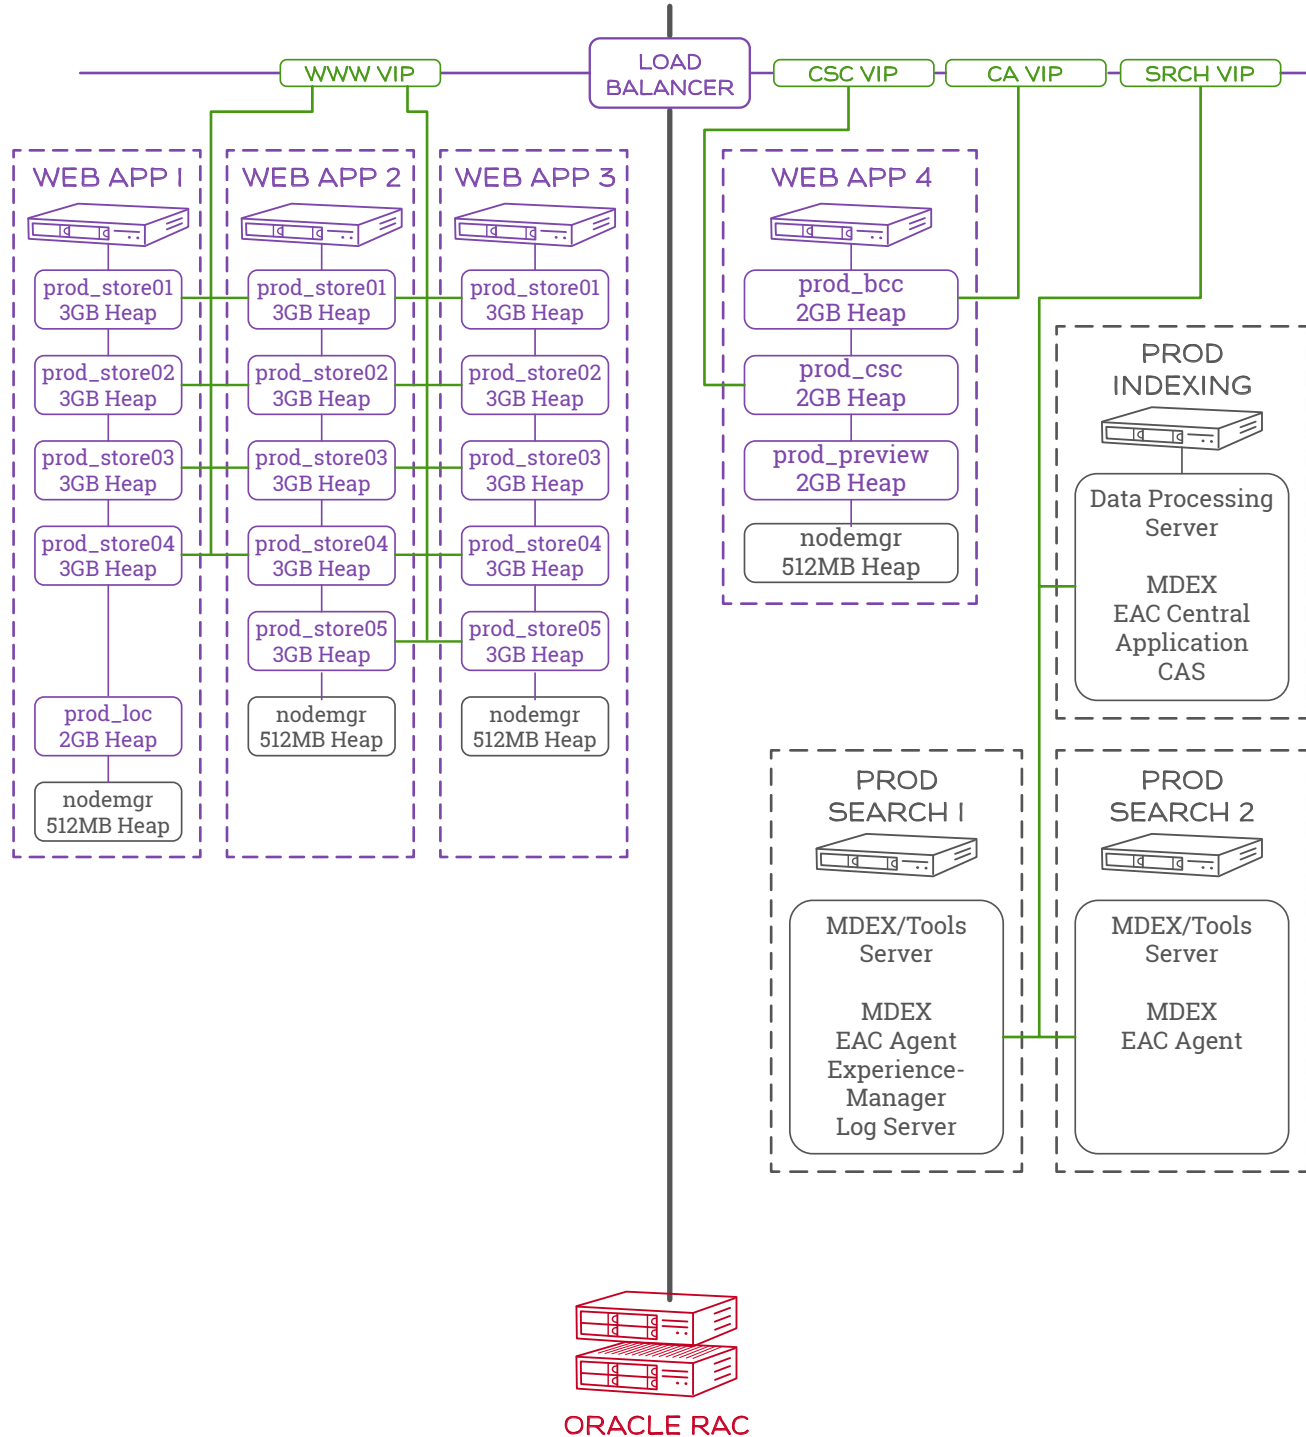 LOAD
BALANCER
WWW VIP
CSC VIP
CA VIP
SRCH VIP
WEB APP 1
prod_store01
3GB Heap
prod_store02
3GB Heap
prod_store03
3GB Heap
prod_store04
3GB Heap
prod_loc
2GB Heap
nodemgr
512MB Heap
WEB APP 2
prod_store01
3GB Heap
prod_store02
3GB Heap
prod_store03
3GB Heap
prod_store04
3GB Heap
prod_store05
3GB Heap
nodemgr
512MB Heap
WEB APP 3
prod_store01
3GB Heap
prod_store02
3GB Heap
prod_store03
3GB Heap
prod_store04
3GB Heap
prod_store05
3GB Heap
nodemgr
512MB Heap
WEB APP 4
prod_bcc
2GB Heap
prod_csc
2GB Heap
prod_preview
2GB Heap
nodemgr
512MB Heap
PROD
INDEXING
Data Processing
Server
MDEX
EAC Central
Application
CAS
PROD
SEARCH 1
MDEX/Tools
Server
MDEX
EAC Agent
Experience-
Manager
Log Server
PROD
SEARCH 2
MDEX/Tools
Server
MDEX
EAC Agent
ORACLE RAC